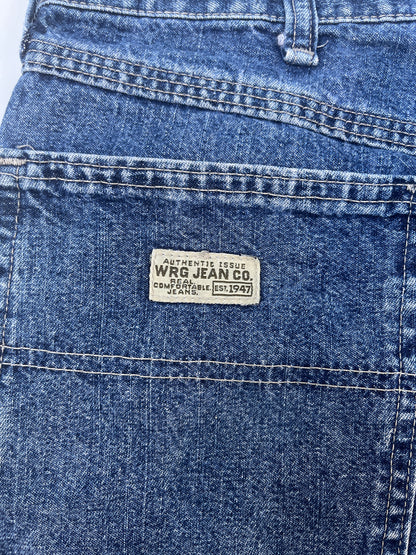 AUTHENTIC ISSUE
WRG JEAN CO.
REAL
COMFORTABLE. EST. 1947
JEANS.